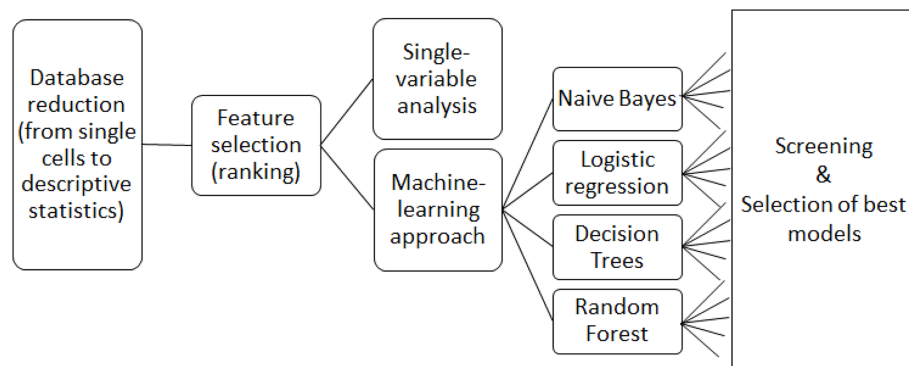 Database
reduction
(from single
cells to
descriptive
statistics)
Feature
selection
(ranking)
Single-
variable
analysis
Machine-
learning
approach
Naive Bayes
Logistic
regression
Decision
Trees
Random
Forest
Screening
&
Selection of best
models